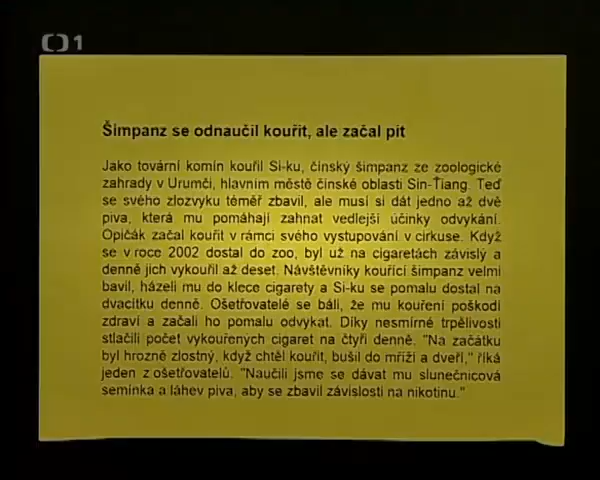 1
Šimpanz se odnaučil kouřit, ale začal pít
Jako tovární komín kouřil Si-ku, čínský šimpanz ze zoologické
zahrady v Urumči, hlavním městě čínské oblasti Sin-Ťiang. Teď
se svého zlozvyku téměř zbavil, ale musí si dát jedno až dvě
piva, která mu pomáhají zahnat vedlejší účinky odvykání.
Opičák začal kouřit v rámci svého vystupování v cirkuse. Když
se v roce 2002 dostal do zoo, byl už na cigaretách závislý a
denně jich vykouřil až deset. Návštěvníky kouřící šimpanz velmi
bavil, házeli mu do klece cigarety a Si-ku se pomalu dostal na
dvacítku denně. Ošetřovatelé se báli, že mu kouření poškodí
zdraví a začali ho pomalu odvykat. Díky nesmírné trpělivosti
stlačili počet vykouřených cigaret na čtyři denně. "Na začátku
byl hrozně zlostný, když chtěl kouřit, bušil do mříží a dveří," říká
jeden z ošetřovatelů. "Naučili jsme se dávat mu slunečnicová
semínka a láhev piva, aby se zbavil závislosti na nikotinu."